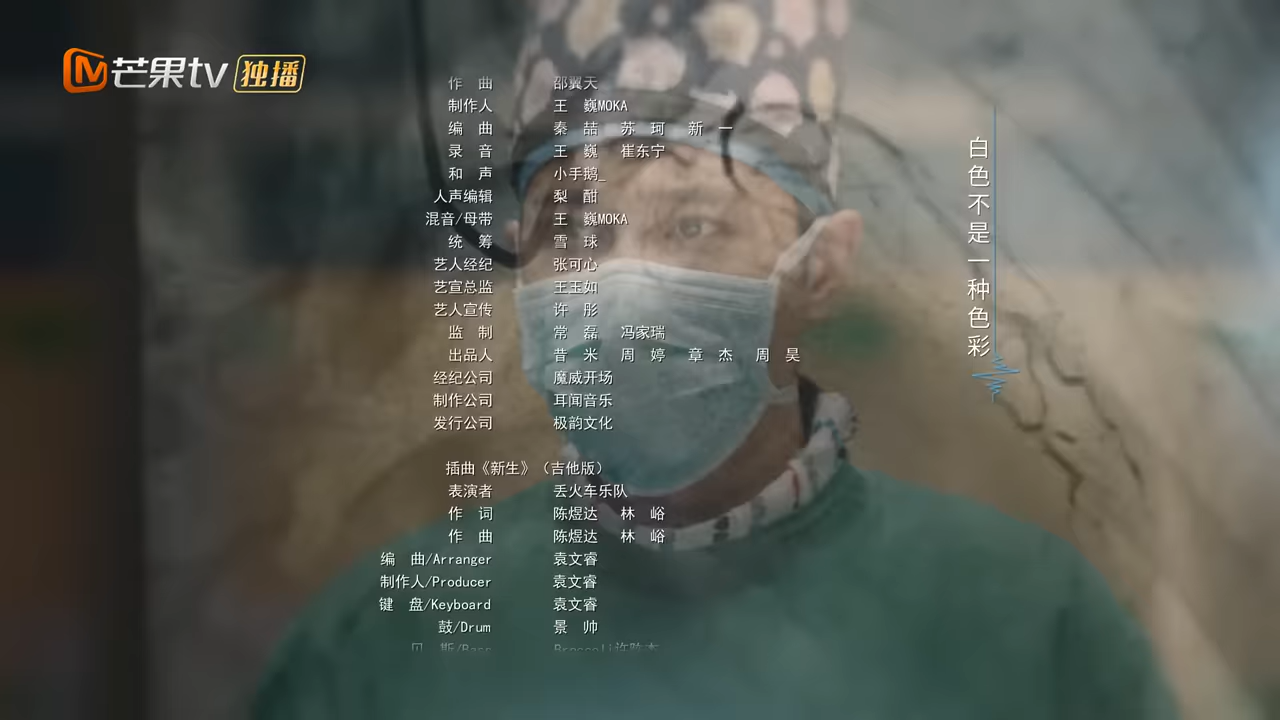 芒果tv 独播
作 曲 邵翼天
制作人 王 巍MOKA
编 曲 秦 喆 苏 珂 新 一
录 音 王 巍 崔东宁
和 声 小手鹅_
人声编辑 梨 酣
混音/母带 王 巍MOKA
统 筹 雪 球
艺人经纪 张可心
艺宣总监 王玉如
艺人宣传 许 彤
监 制 常 磊 冯家瑞
出品人 昔 米 周 婷 章 杰 周 昊
经纪公司 魔威开场
制作公司 耳闻音乐
发行公司 极韵文化
插曲《新生》（吉他版）
表演者 丢火车乐队
作 词 陈煜达 林 峪
作 曲 陈煜达 林 峪
编 曲/Arranger 袁文睿
制作人/Producer 袁文睿
键 盘/Keyboard 袁文睿
鼓/Drum 景 帅
贝 斯/Bass Broccoli
白色不是一种色彩